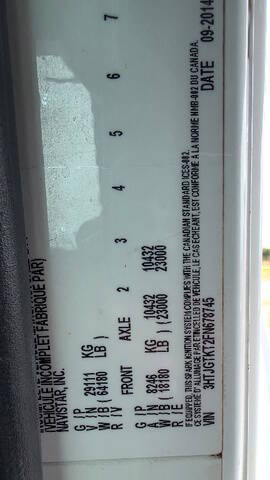 (VEHICULE INCOMPLET FABRIQUE PAR)
NAVISTAR, INC.
G / P 29111 KG
V / N
W / B ( 64180 LB )
R / V
FRONT AXLE 2 3 4 5 6 7
G / P 8246 KG 10432 10432
A / N
W / B ( 18180 LB ) ( 23000 23000
R / E
IF EQUIPPED, THIS SPARK IGNITION SYSTEM COMPLIES WITH THE CANADIAN STANDARD ICES-002.
SYSTEME D'ALLUMAGE PAR ETINCELLE DU VEHICULE, LE CAS ECHEANT, EST CONFORME A LA NORME NMB-002 DU CANADA.
VIN 3HTJGTKT2FN678745 DATE 09-2014